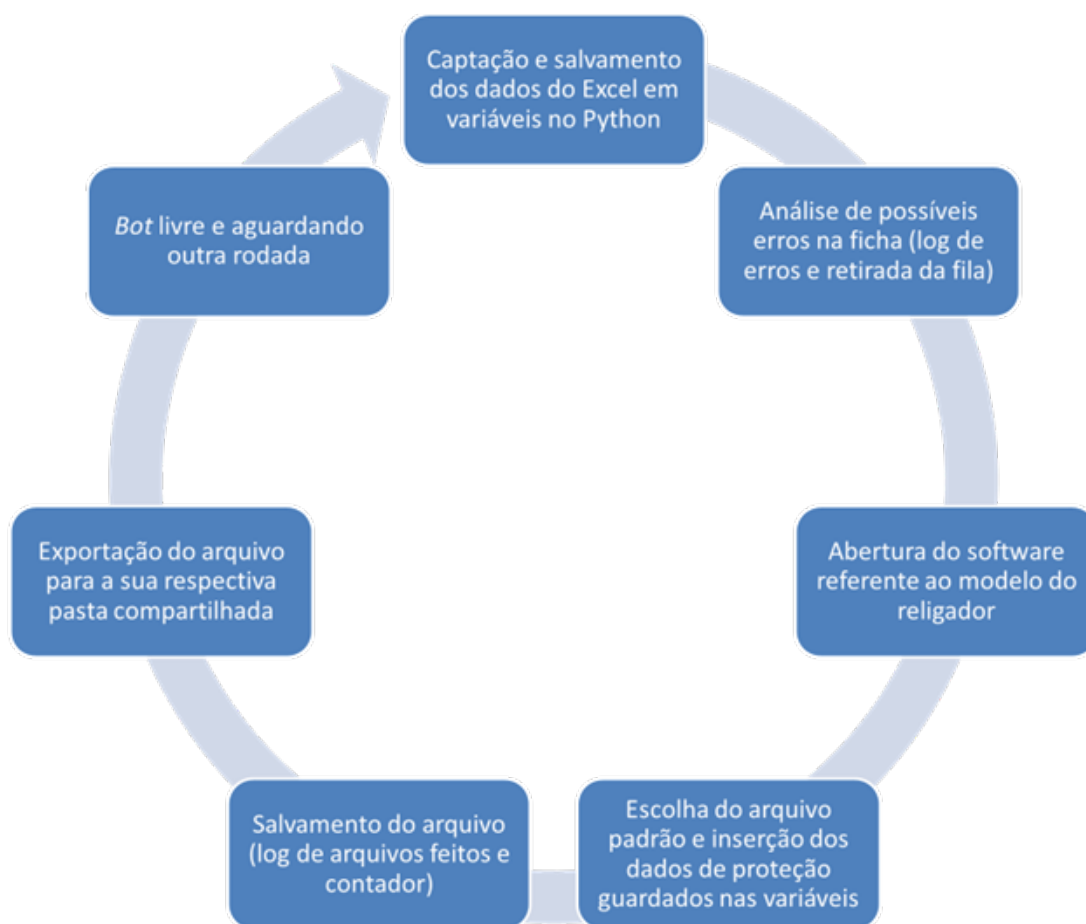 Captação e salvamento
dos dados do Excel em
variáveis no Python
Análise de possíveis
erros na ficha (log de
erros e retirada da fila)
Abertura do software
referente ao modelo do
religador
Escolha do arquivo
padrão e inserção dos
dados de proteção
guardados nas variáveis
Salvamento do arquivo
(log de arquivos feitos e
contador)
Exportação do arquivo
para a sua respectiva
pasta compartilhada
Bot livre e aguardando
outra rodada